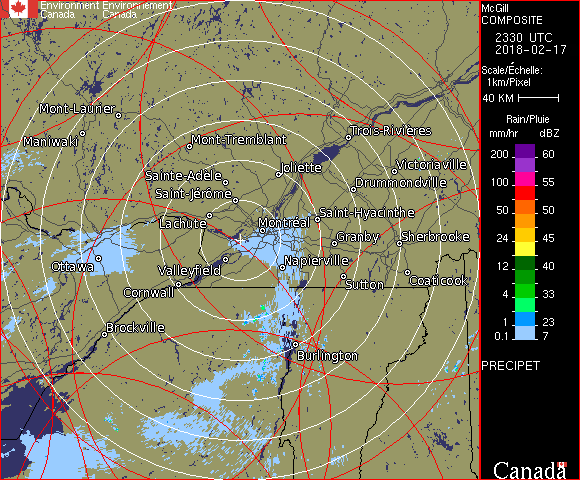 Environment Environnement
Canada Canada
McGill
COMPOSITE
2330 UTC
2018-02-17
Scale/Échelle:
1km/Pixel
40 KM
Rain/Pluie
mm/hr dBZ
200 60
55
100 55
50 50
24 45
12 40
4 33
1 23
0.1 7
PRECIPET
Canada
Mont-Laurier
Maniwaki
Mont-Tremblant
Trois-Rivières
Joliette
Victoriaville
Sainte-Adèle
Drummondville
Saint-Jérôme
Saint-Hyacinthe
Lachute
Montréal
Granby
Sherbrooke
Ottawa
Valleyfield
Napierville
Sutton
Coaticook
Cornwall
Brockville
Burlington